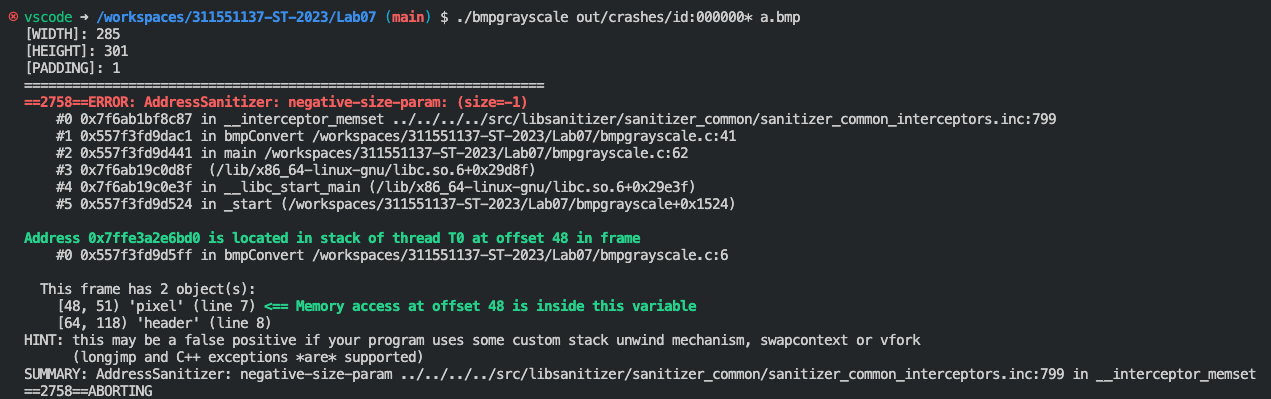 vscode ➜ /workspaces/311551137-ST-2023/Lab07 (main) $ ./bmpgrayscale out/crashes/id:000000* a.bmp
[WIDTH]: 285
[HEIGHT]: 301
[PADDING]: 1
=================================================================
==2758==ERROR: AddressSanitizer: negative-size-param: (size=-1)
    #0 0x7f6ab1bf8c87 in __interceptor_memset ../../../../src/libsanitizer/sanitizer_common/sanitizer_common_interceptors.inc:799
    #1 0x557f3fd9dac1 in bmpConvert /workspaces/311551137-ST-2023/Lab07/bmpgrayscale.c:41
    #2 0x557f3fd9d441 in main /workspaces/311551137-ST-2023/Lab07/bmpgrayscale.c:62
    #3 0x7f6ab19c0d8f  (/lib/x86_64-linux-gnu/libc.so.6+0x29d8f)
    #4 0x7f6ab19c0e3f in __libc_start_main (/lib/x86_64-linux-gnu/libc.so.6+0x29e3f)
    #5 0x557f3fd9d524 in _start (/workspaces/311551137-ST-2023/Lab07/bmpgrayscale+0x1524)

Address 0x7ffe3a2e6bd0 is located in stack of thread T0 at offset 48 in frame
    #0 0x557f3fd9d5ff in bmpConvert /workspaces/311551137-ST-2023/Lab07/bmpgrayscale.c:6

  This frame has 2 object(s):
    [48, 51) 'pixel' (line 7) <== Memory access at offset 48 is inside this variable
    [64, 118) 'header' (line 8)
HINT: this may be a false positive if your program uses some custom stack unwind mechanism, swapcontext or vfork
      (longjmp and C++ exceptions *are* supported)
SUMMARY: AddressSanitizer: negative-size-param ../../../../src/libsanitizer/sanitizer_common/sanitizer_common_interceptors.inc:799 in __interceptor_memset
==2758==ABORTING